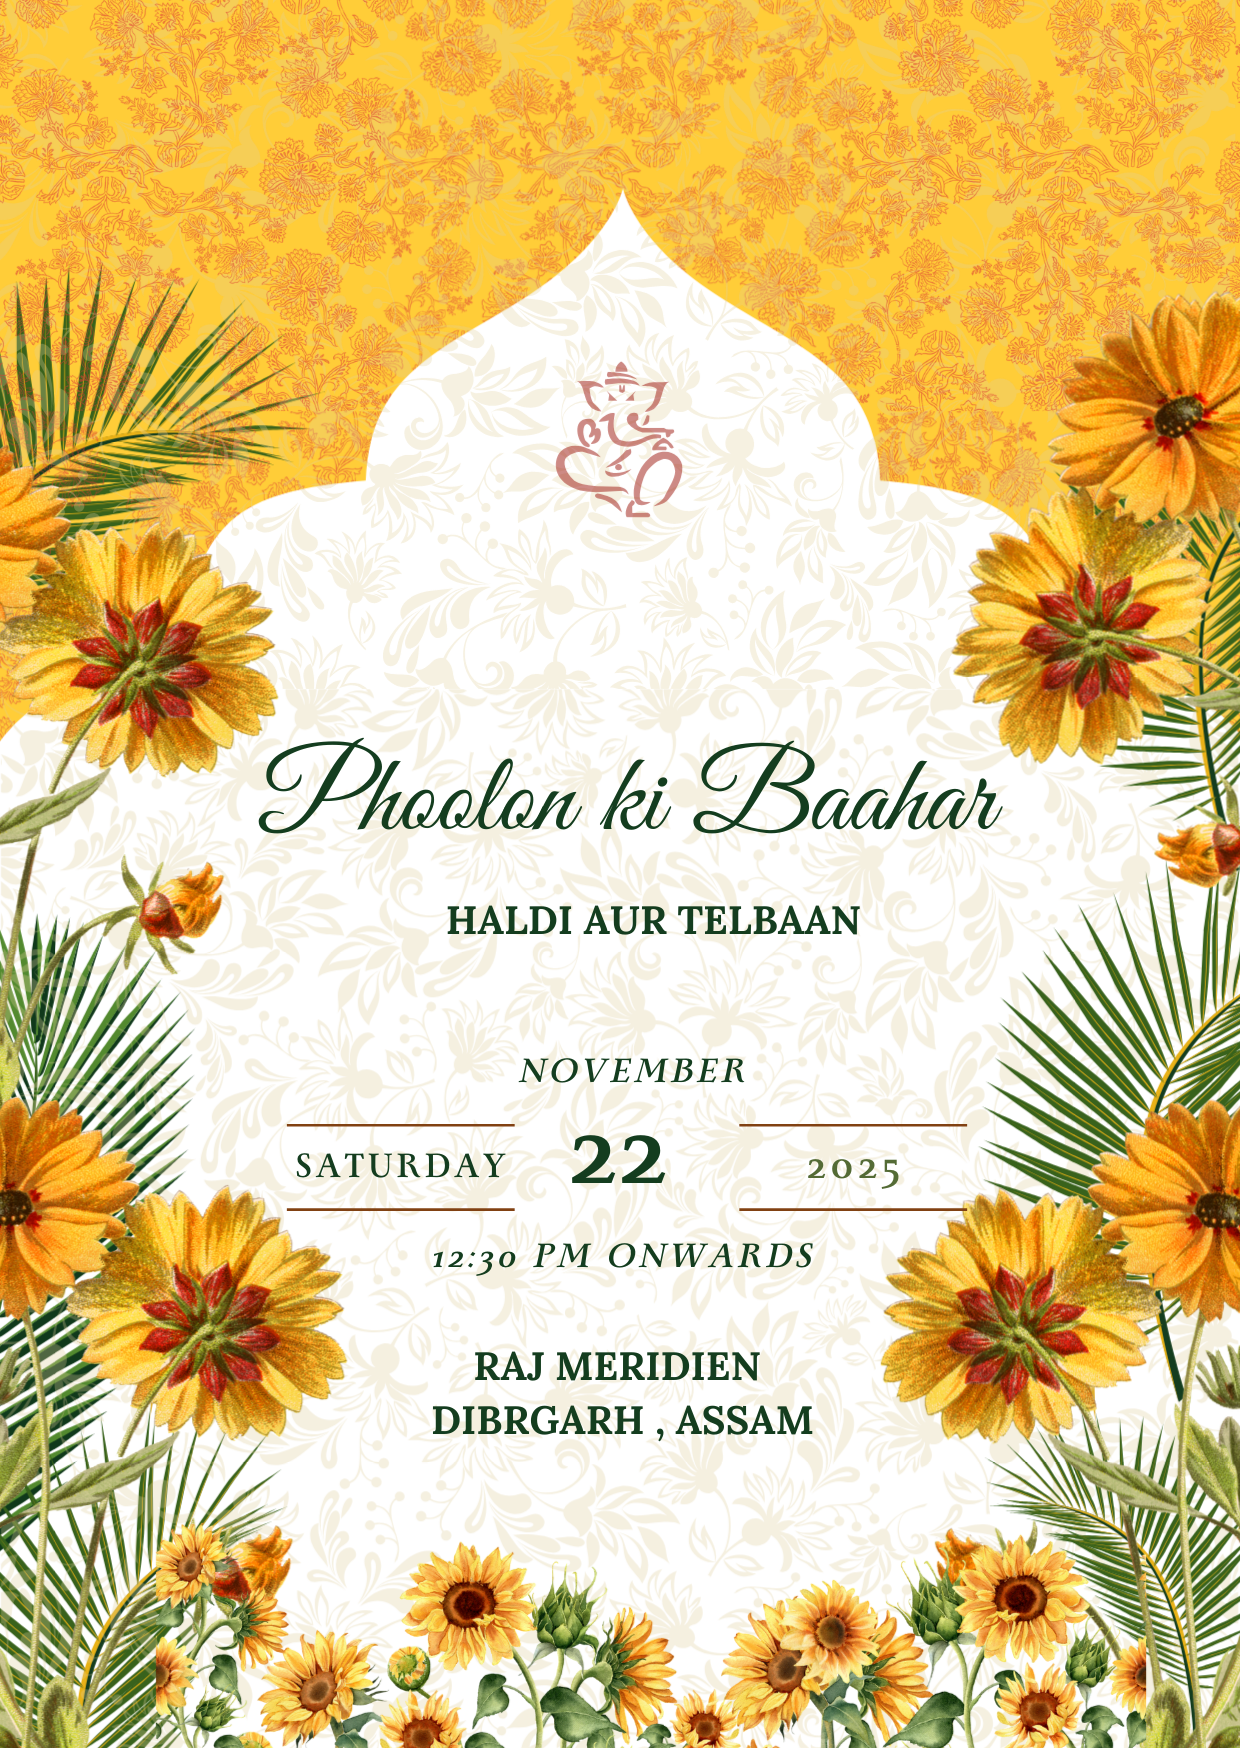 Phoolon ki Baahar
HALDI AUR TELBAAN
NOVEMBER
SATURDAY 22 2025
12:30 PM ONWARDS
RAJ MERIDIEN
DIBRGARH , ASSAM